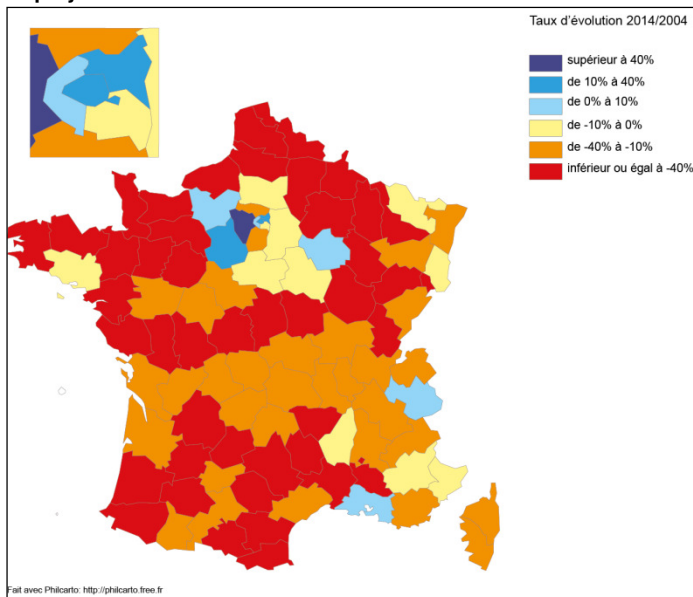 Taux d'évolution 2014/2004
supérieur à 40%
de 10% à 40%
de 0% à 10%
de -10% à 0%
de -40% à -10%
inférieur ou égal à -40%
Fait avec Philcarto: http://philcarto.free.fr